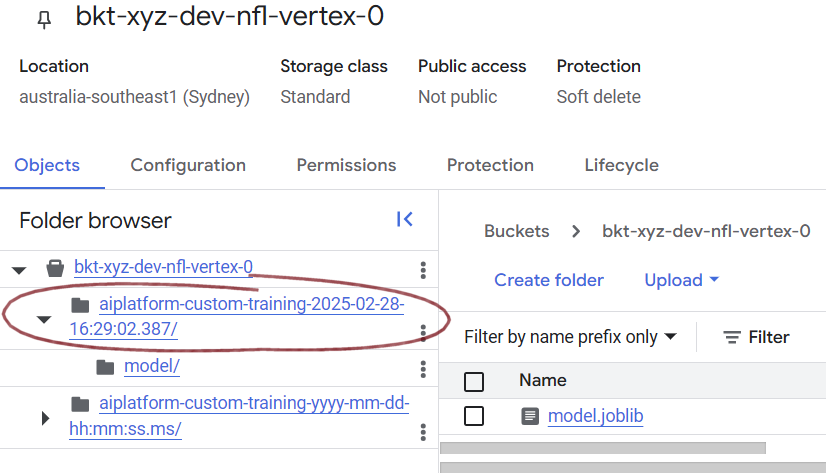 bkt-xyz-dev-nfl-vertex-0
Location
Storage class
Public access
Protection
australia-southeast1 (Sydney)
Standard
Not public
Soft delete
Objects
Configuration
Permissions
Protection
Lifecycle
Folder browser
bkt-xyz-dev-nfl-vertex-0
aiplatform-custom-training-2025-02-28-
16:29:02.387/
model/
aiplatform-custom-training-yyyy-mm-dd-
hh:mm:ss.ms/
Buckets
bkt-xyz-dev-nfl-vertex-0
Create folder
Upload
Filter by name prefix only
Filter
Name
model.joblib